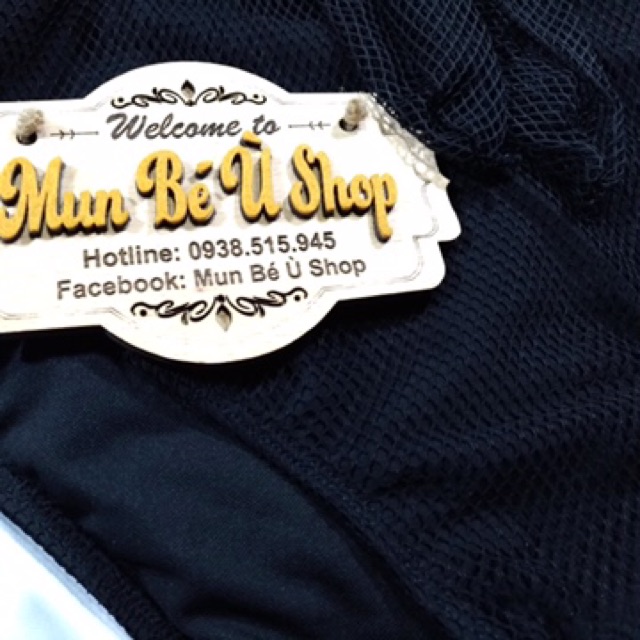 Welcome to
Mun Bé Ù Shop
Hotline: 0938.515.945
Facebook: Mun Bé Ù Shop